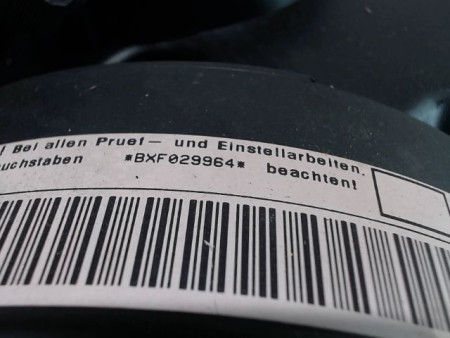 ! Bei allen Pruef– und Einstellarbeiten.
uchstaben *BXF029964* beachten!